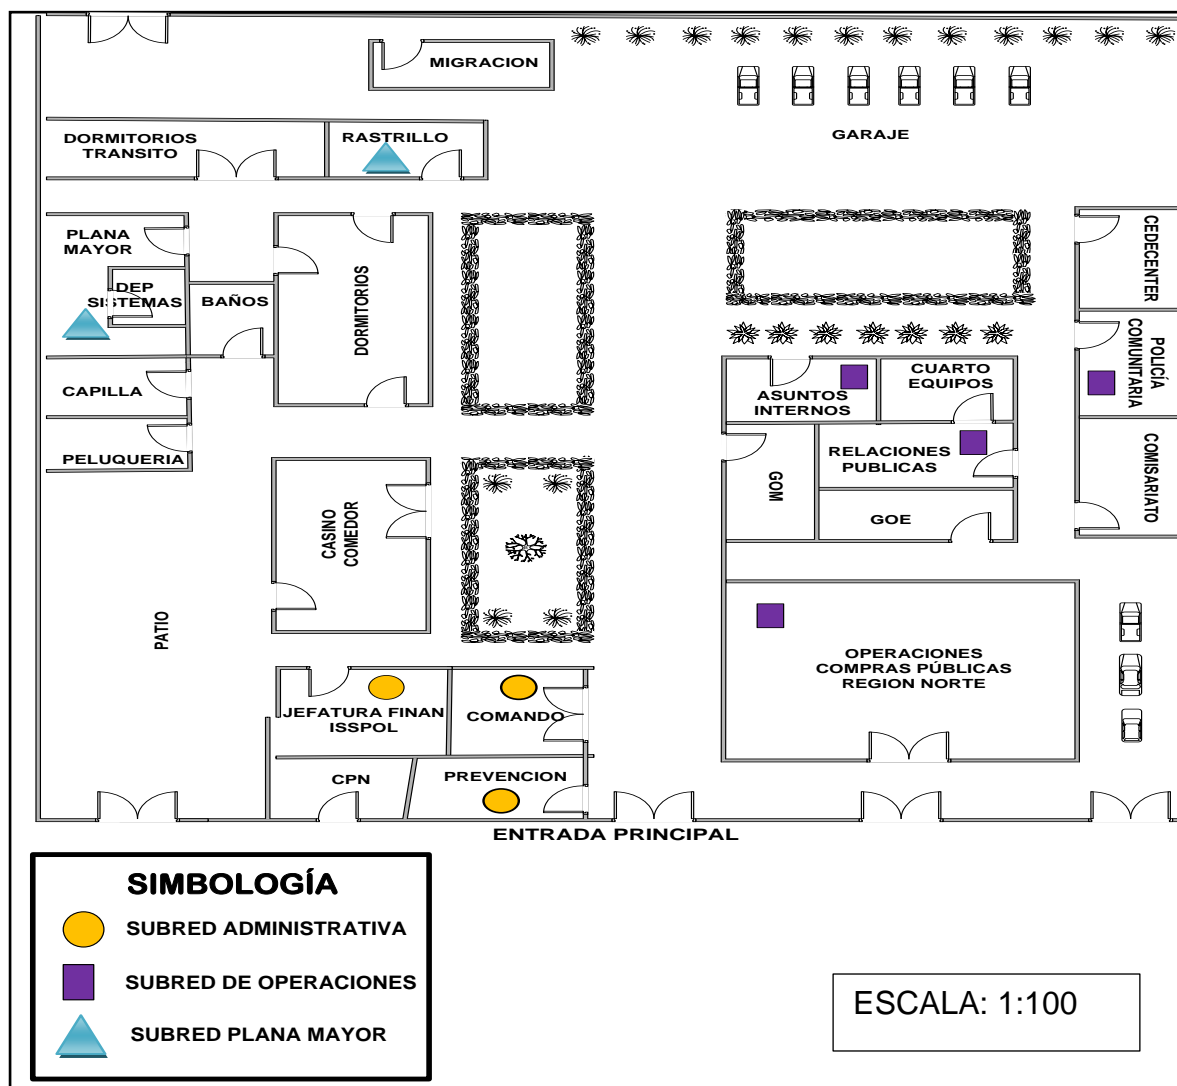 MIGRACION
GARAJE
DORMITORIOS
TRANSITO
RASTRILLO
PLANA
MAYOR
DEP
SISTEMAS
BAÑOS
DORMITORIOS
CEDECENTER
POLICÍA
COMUNITARIA
CAPILLA
ASUNTOS
INTERNOS
CUARTO
EQUIPOS
PELUQUERIA
RELACIONES
PUBLICAS
GOM
GOE
COMISARIATO
CASINO
COMEDOR
PATIO
OPERACIONES
COMPRAS PÚBLICAS
REGION NORTE
JEFATURA FINAN
ISSPOL
COMANDO
CPN
PREVENCION
ENTRADA PRINCIPAL
SIMBOLOGÍA
SUBRED ADMINISTRATIVA
SUBRED DE OPERACIONES
SUBRED PLANA MAYOR
ESCALA: 1:100